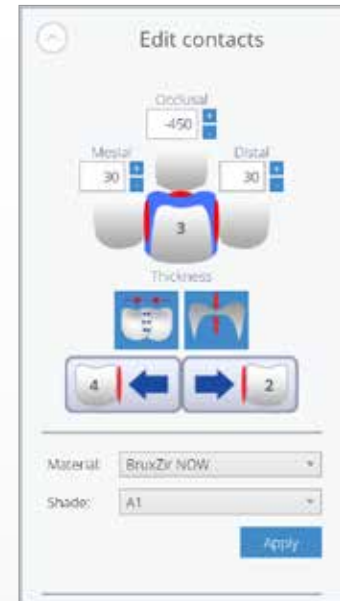 Edit contacts
Occlusal
-450
Mesial
Distal
30
30
3
Thickness
4
2
Material:
BruxZir NOW
Shade:
A1
Apply